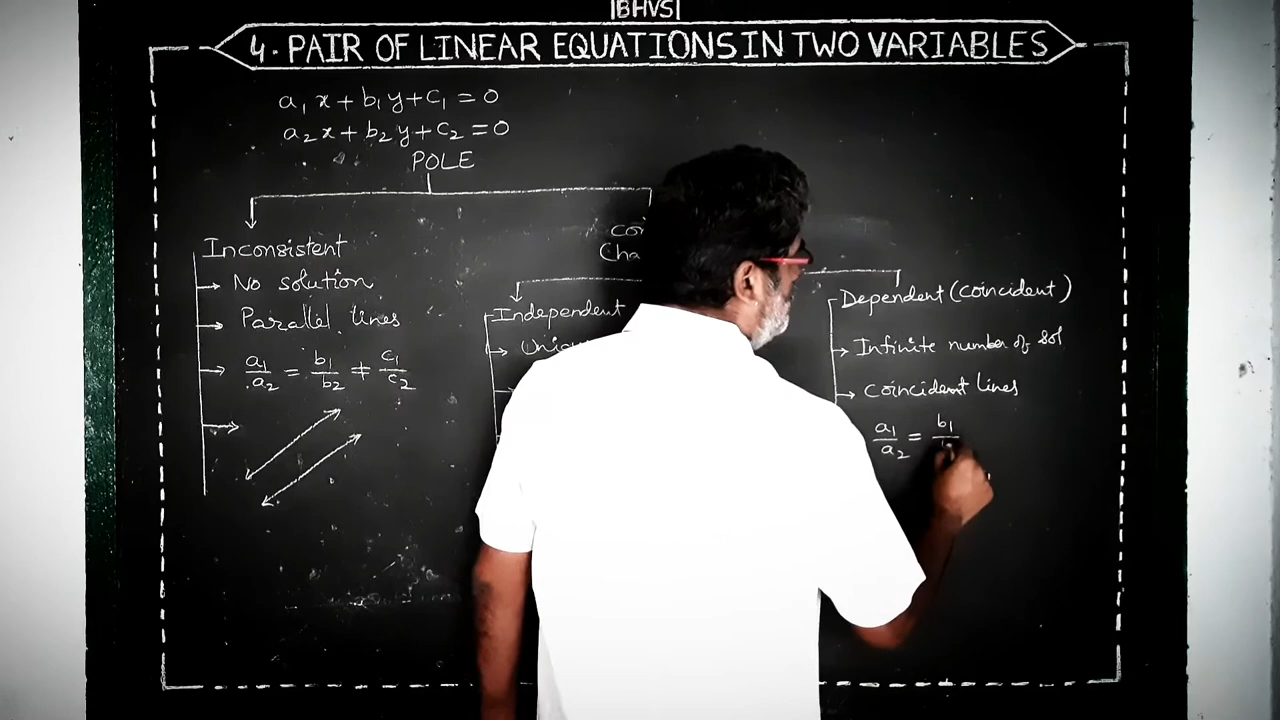 BHVS
4. PAIR OF LINEAR EQUATIONS IN TWO VARIABLES
a₁x + b₁y + c₁ = 0
a₂x + b₂y + c₂ = 0
POLE
Inconsistent
No solution
Parallel lines
a₁/a₂ = b₁/b₂ ≠ c₁/c₂
Independent
Dependent (coincident)
Infinite number of sol
coincident lines
a₁/a₂ = b₁